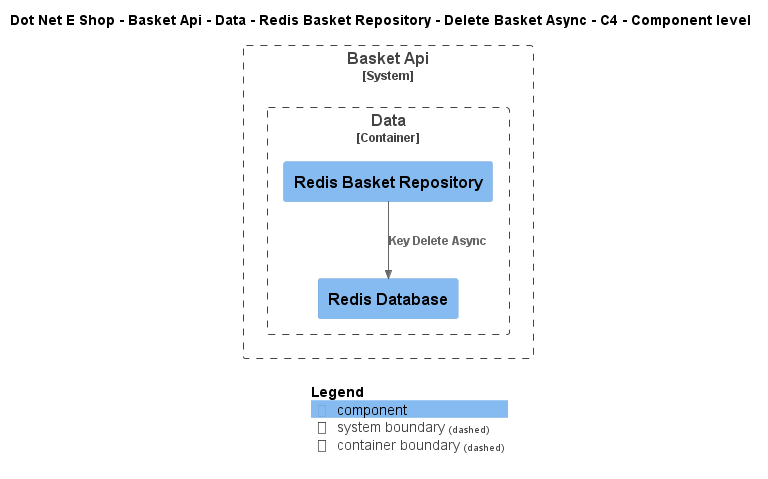 Dot Net E Shop - Basket Api - Data - Redis Basket Repository - Delete Basket Async - C4 - Component level
Basket Api
[System]
Data
[Container]
Redis Basket Repository
Key Delete Async
Redis Database
Legend
component
system boundary (dashed)
container boundary (dashed)